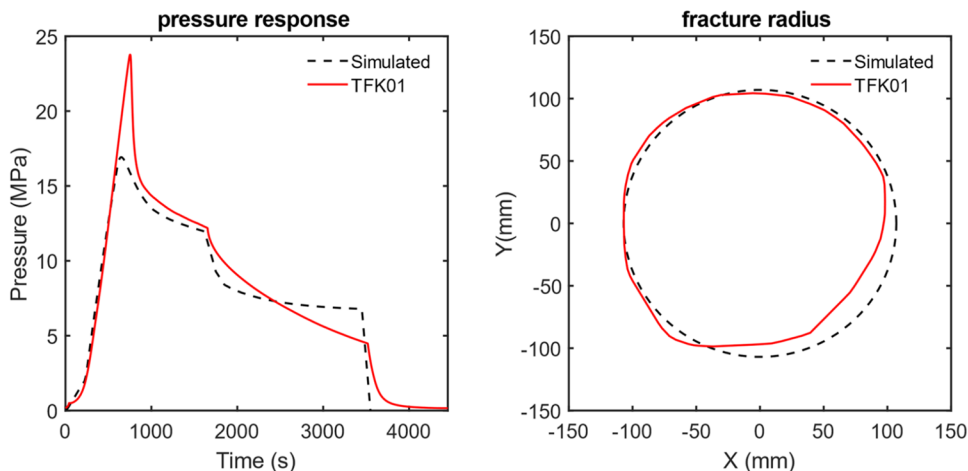 pressure response
25
20
15
10
5
0
Pressure (MPa)
Simulated
TFK01
0 1000 2000 3000 4000
Time (s)
fracture radius
150
100
50
0
-50
-100
-150
Y(mm)
Simulated
TFK01
-150 -100 -50 0 50 100 150
X (mm)